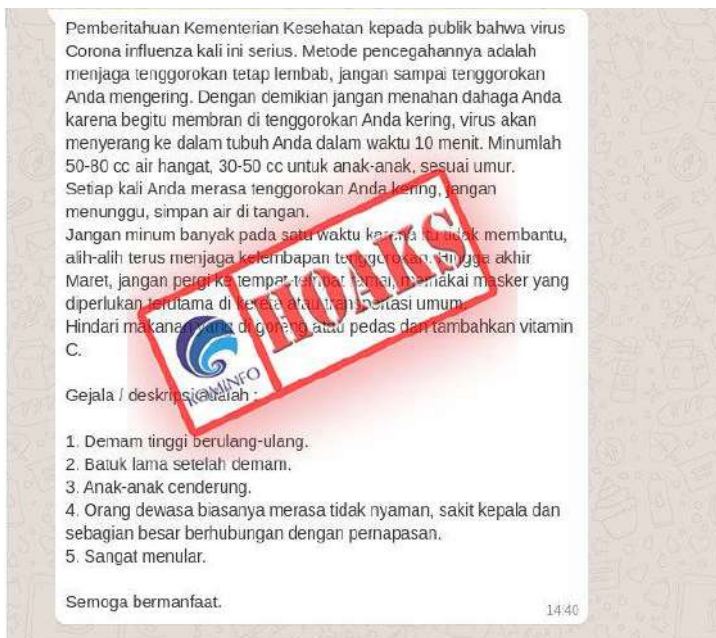 Pemberitahuan Kementerian Kesehatan kepada publik bahwa virus
Corona influenza kali ini serius. Metode pencegahannya adalah
menjaga tenggorokan tetap lembab, jangan sampai tenggorokan
Anda mengering. Dengan demikian jangan menahan dahaga Anda
karena begitu membran di tenggorokan Anda kering, virus akan
menyerang ke dalam tubuh Anda dalam waktu 10 menit. Minumlah
50-80 cc air hangat, 30-50 cc untuk anak-anak, sesuai umur.
Setiap kali Anda merasa tenggorokan Anda kering, jangan
menunggu, simpan air di tangan.
Jangan minum banyak pada satu waktu karena itu tidak membantu,
alih-alih terus menjaga kelembapan tenggorokan. Hingga akhir
Maret, jangan pergi ke tempat-tempat ramai, memakai masker yang
diperlukan terutama di kereta atau transportasi umum.
Hindari makanan yang di goreng atau pedas dan tambahkan vitamin
C.
HOAKS
KOMINFO
Gejala / deskripsi adalah :
1. Demam tinggi berulang-ulang.
2. Batuk lama setelah demam.
3. Anak-anak cenderung.
4. Orang dewasa biasanya merasa tidak nyaman, sakit kepala dan
sebagian besar berhubungan dengan pernapasan.
5. Sangat menular.
Semoga bermanfaat.
14:40